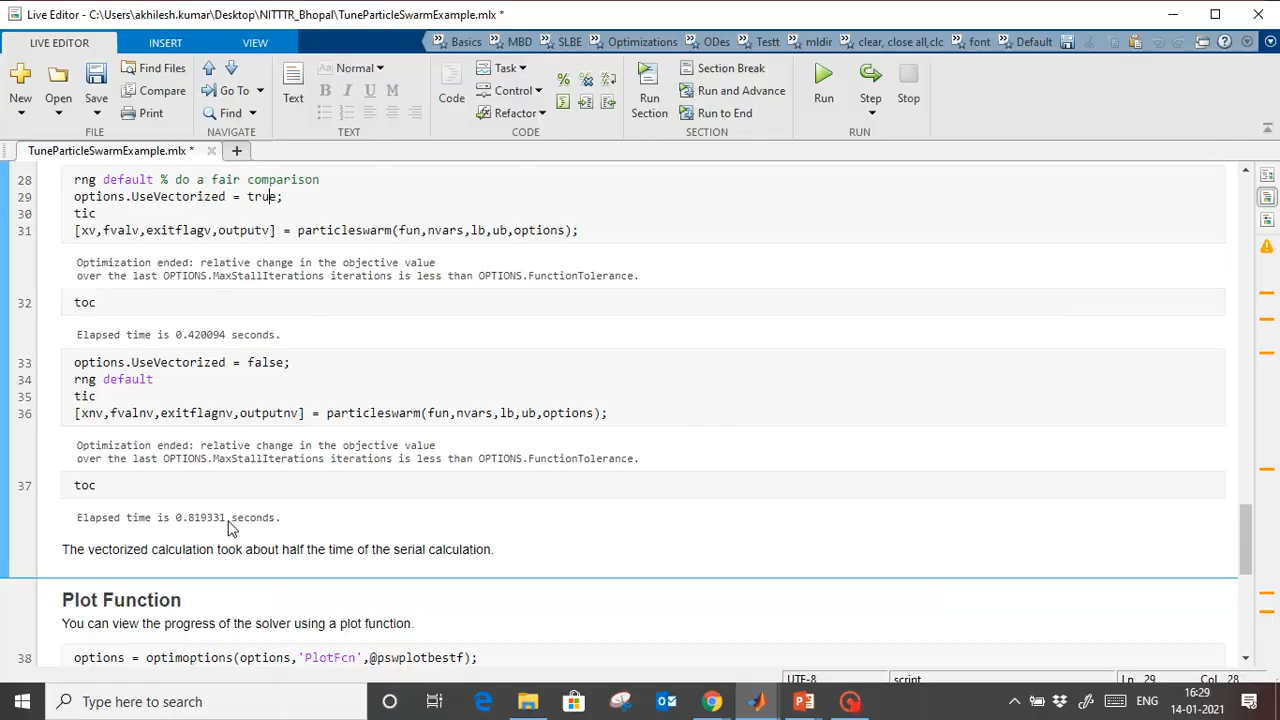 Live Editor - C:\Users\akhilesh.kumar\Desktop\NITTTR_Bhopal\TuneParticleSwarmExample.mlx *
LIVE EDITOR INSERT VIEW Basics MBD SLBE Optimizations ODes Testt mldir clear, close all,clc font Default
New Open Save Find Files Compare Print
FILE
Go To Find
NAVIGATE
Text Aa Normal
B I U M
TEXT
Code Task Control Refactor
CODE
Run Section Section Break Run and Advance Run to End
SECTION
Run Step Stop
RUN
TuneParticleSwarmExample.mlx * × +
28 rng default % do a fair comparison
29 options.UseVectorized = true;
30 tic
31 [xv,fvalv,exitflagv,outputv] = particleswarm(fun,nvars,lb,ub,options);
Optimization ended: relative change in the objective value
over the last OPTIONS.MaxStallIterations iterations is less than OPTIONS.FunctionTolerance.
32 toc
Elapsed time is 0.420094 seconds.
33 options.UseVectorized = false;
34 rng default
35 tic
36 [xnv,fvalnv,exitflagnv,outputnv] = particleswarm(fun,nvars,lb,ub,options);
Optimization ended: relative change in the objective value
over the last OPTIONS.MaxStallIterations iterations is less than OPTIONS.FunctionTolerance.
37 toc
Elapsed time is 0.819331 seconds.
The vectorized calculation took about half the time of the serial calculation.
Plot Function
You can view the progress of the solver using a plot function.
38 options = optimoptions(options,'PlotFcn',@pswplotbestf);
UTF-8 script Ln 29 Col 28
Type here to search
ENG
16:29
14-01-2021